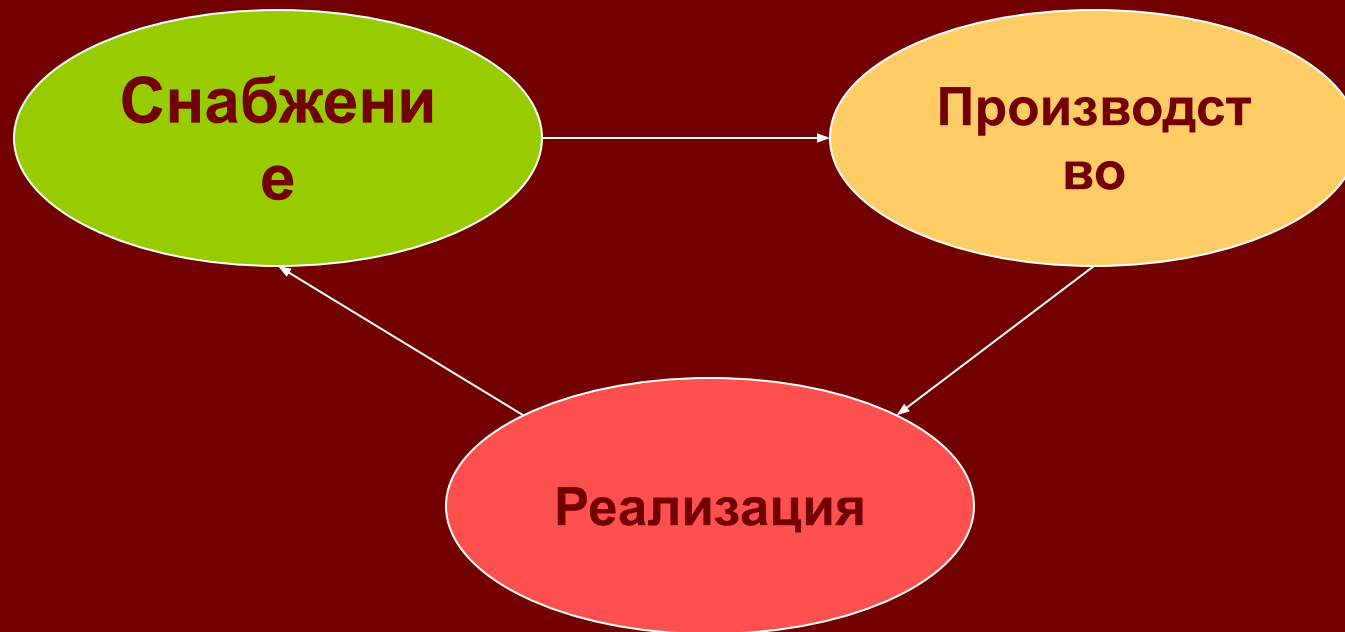 Снабжени
е
Производст
во
Реализация